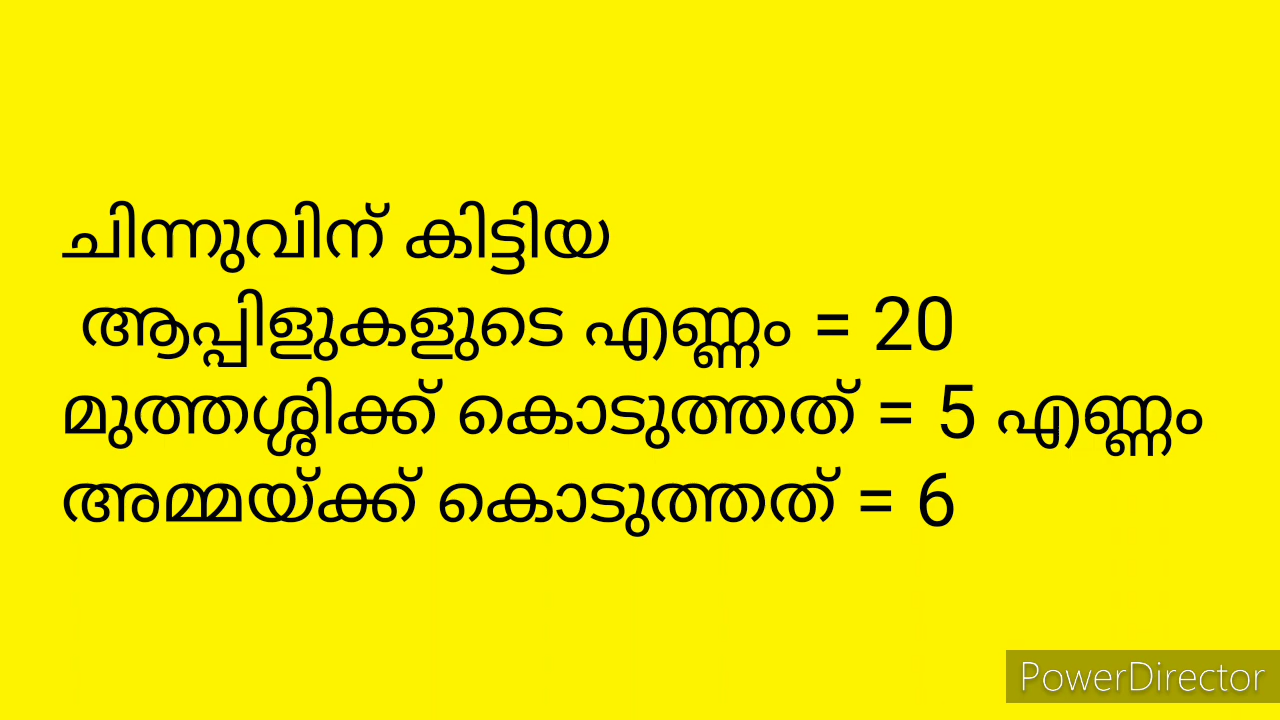 ചിന്നുവിന് കിട്ടിയ
ആപ്പിളുകളുടെ എണ്ണം = 20
മുത്തശ്ശിക്ക് കൊടുത്തത് = 5 എണ്ണം
അമ്മയ്ക്ക് കൊടുത്തത് = 6
PowerDirector